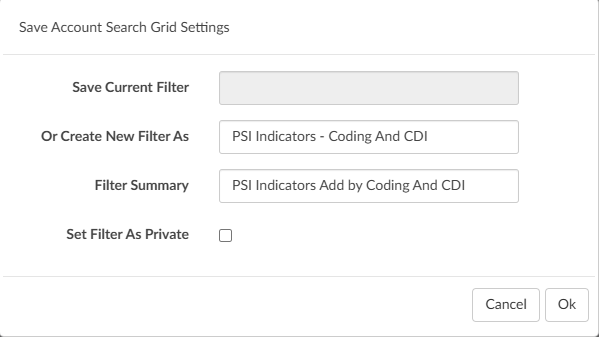 Save Account Search Grid Settings
Save Current Filter
Or Create New Filter As PSI Indicators - Coding And CDI
Filter Summary PSI Indicators Add by Coding And CDI
Set Filter As Private
Cancel Ok